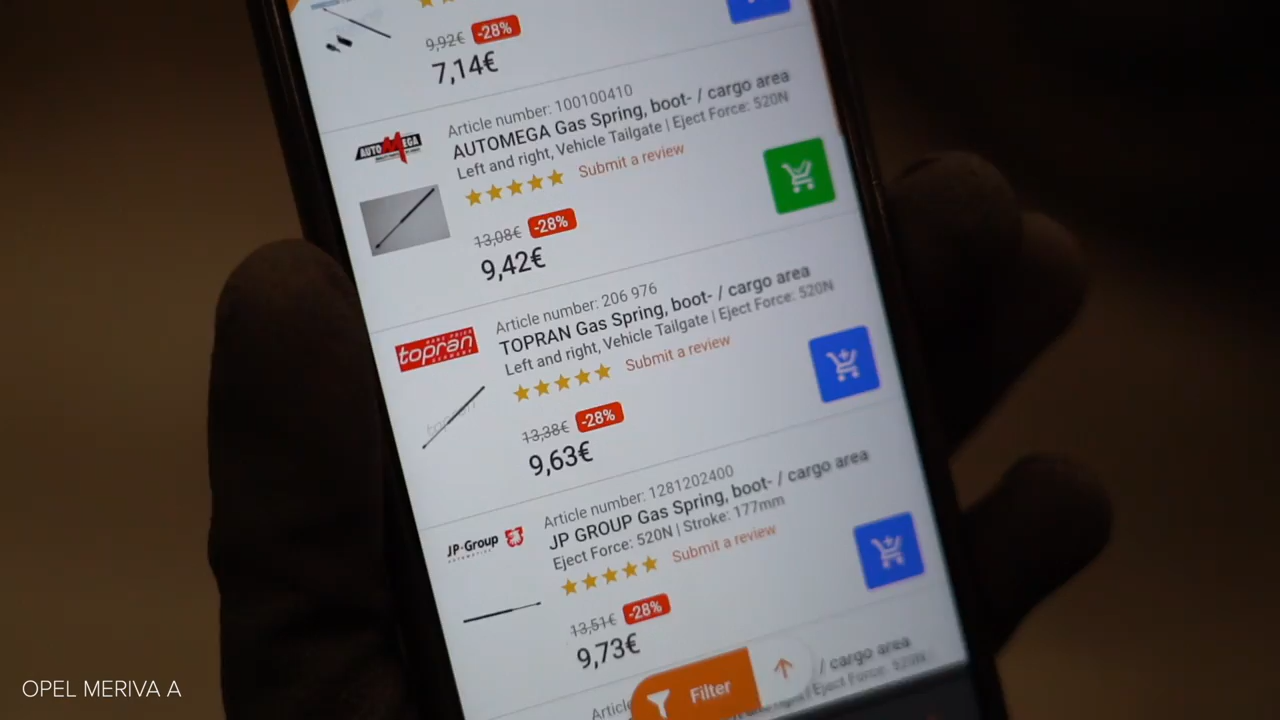 9,92€ -28%
7,14€
AUTOMEGA
Article number: 100100410
AUTOMEGA Gas Spring, boot- / cargo area
Left and right, Vehicle Tailgate | Eject Force: 520N
Submit a review
13,08€ -28%
9,42€
topran
Article number: 206 976
TOPRAN Gas Spring, boot- / cargo area
Left and right, Vehicle Tailgate | Eject Force: 520N
Submit a review
13,38€ -28%
9,63€
JP-Group
Article number: 1281202400
JP GROUP Gas Spring, boot- / cargo area
Eject Force: 520N | Stroke: 177mm
Submit a review
13,51€ -28%
9,73€
Filter
/ cargo area
Eject Force: 520N
OPEL MERIVA A